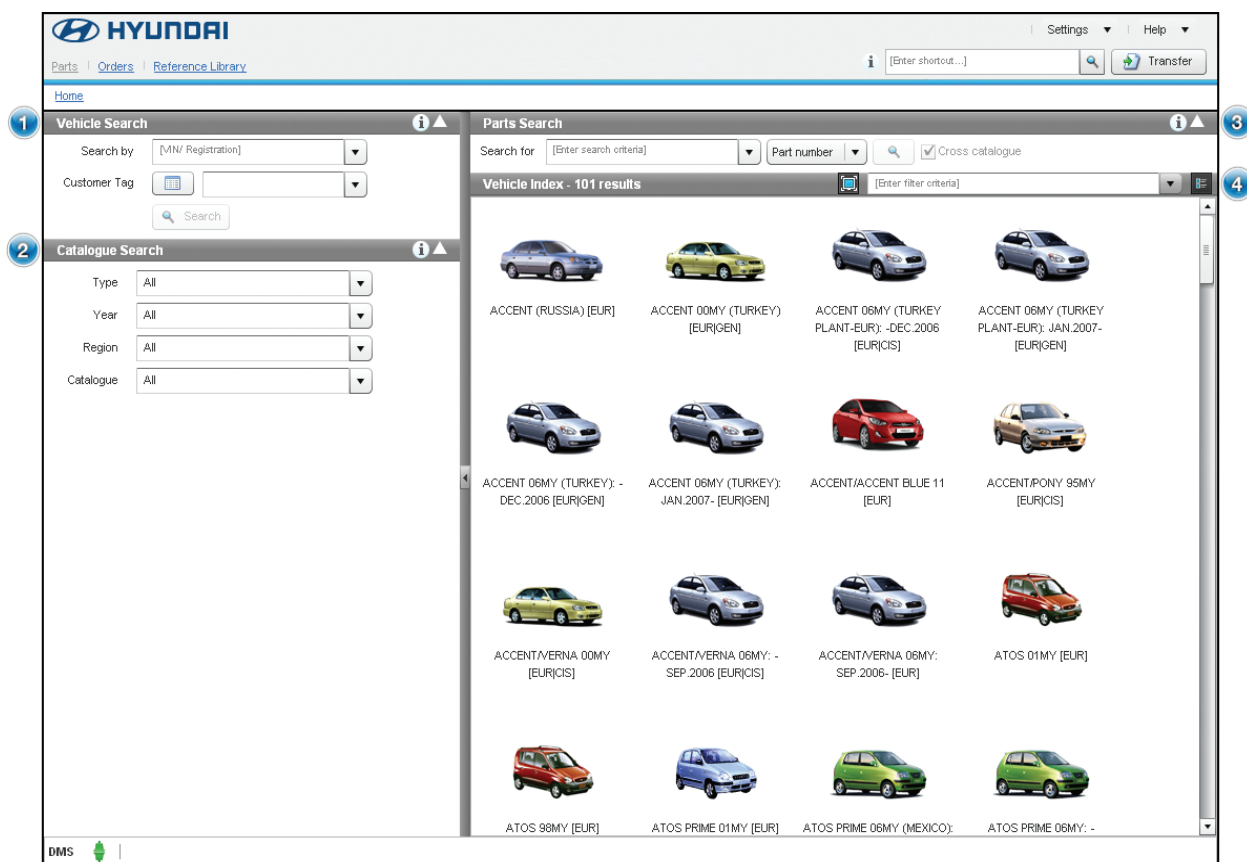 HYUNDAI
Settings
Help
Parts
Orders
Reference Library
[Enter shortcut...]
Transfer
Home
1
Vehicle Search
Search by
[VIN/ Registration]
Customer Tag
Search
2
Catalogue Search
Type
All
Year
All
Region
All
Catalogue
All
3
Parts Search
Search for
[Enter search criteria]
Part number
Cross catalogue
4
Vehicle Index - 101 results
[Enter filter criteria]
ACCENT (RUSSIA) [EUR]
ACCENT 00MY (TURKEY)
[EUR|GEN]
ACCENT 06MY (TURKEY
PLANT-EUR): -DEC.2006
[EUR|CIS]
ACCENT 06MY (TURKEY
PLANT-EUR): JAN.2007-
[EUR|GEN]
ACCENT 06MY (TURKEY): -
DEC.2006 [EUR|GEN]
ACCENT 06MY (TURKEY):
JAN.2007- [EUR|GEN]
ACCENT/ACCENT BLUE 11
[EUR]
ACCENT/PONY 95MY
[EUR|CIS]
ACCENT/VERNA 00MY
[EUR|CIS]
ACCENT/VERNA 06MY: -
SEP.2006 [EUR|CIS]
ACCENT/VERNA 06MY:
SEP.2006- [EUR]
ATOS 01MY [EUR]
ATOS 98MY [EUR]
ATOS PRIME 01MY [EUR]
ATOS PRIME 06MY (MEXICO):
ATOS PRIME 06MY: -
DMS